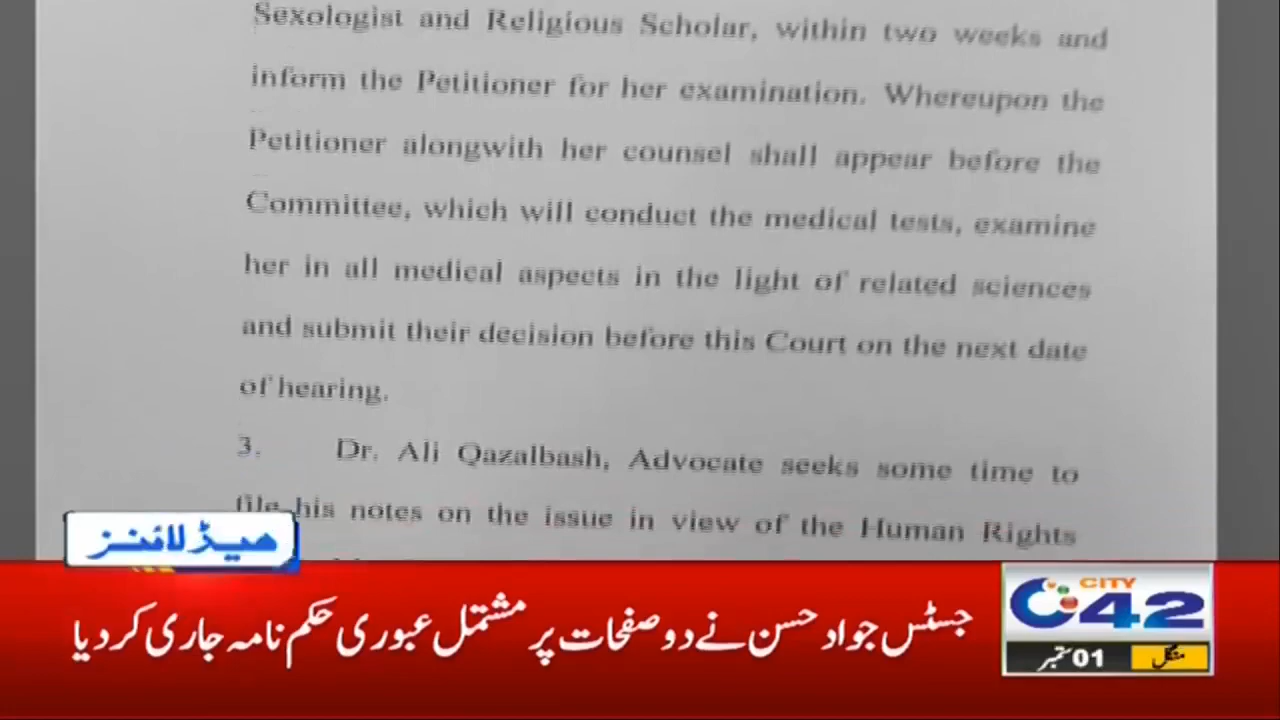 Sexologist and Religious Scholar, within two weeks and
inform the Petitioner for her examination. Whereupon the
Petitioner alongwith her counsel shall appear before the
Committee, which will conduct the medical tests, examine
her in all medical aspects in the light of related sciences
and submit their decision before this Court on the next date
of hearing.
3. Dr. Ali Qazalbash, Advocate seeks some time to
file his notes on the issue in view of the Human Rights
ھیڈلائنز
جسٹس جواد حسن نے دو صفحات پر مشتمل عبوری حکم نامہ جاری کر دیا
CITY
42
01 ستمبر
منگل